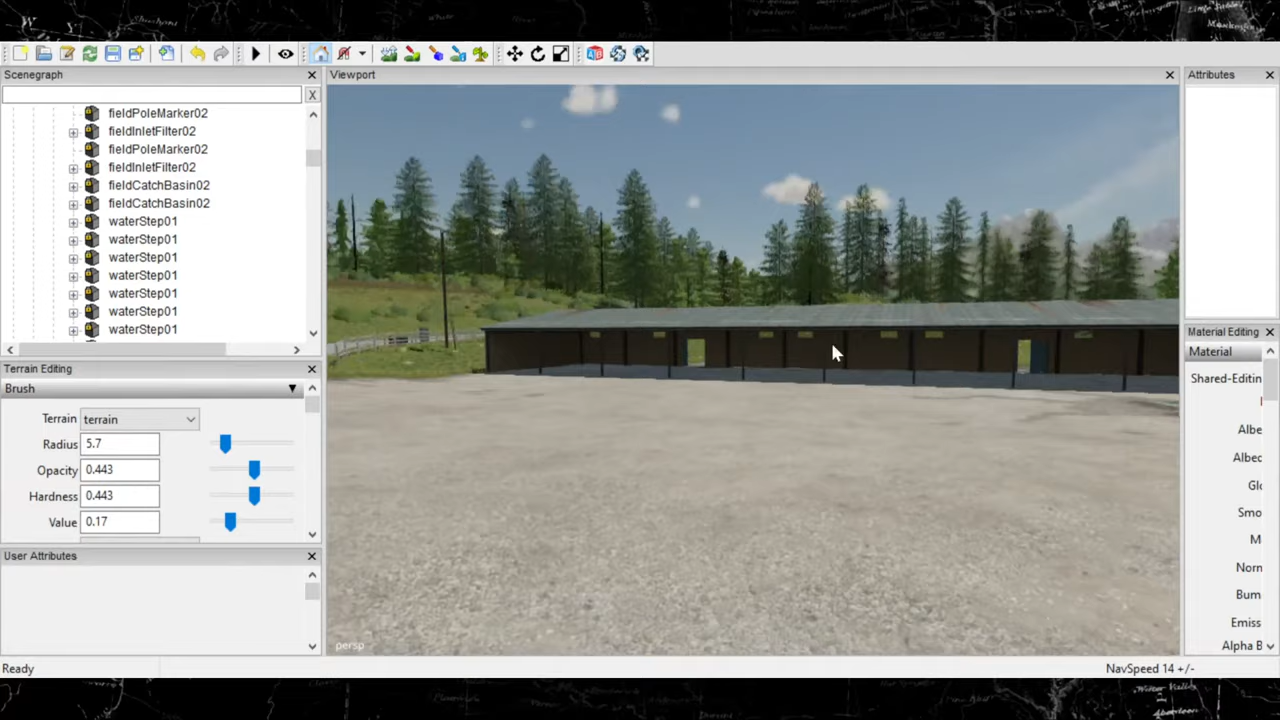 Scenegraph
X
fieldPoleMarker02
fieldInletFilter02
fieldPoleMarker02
fieldInletFilter02
fieldCatchBasin02
fieldCatchBasin02
waterStep01
waterStep01
waterStep01
waterStep01
waterStep01
waterStep01
waterStep01
Terrain Editing
Brush
Terrain terrain
Radius 5.7
Opacity 0.443
Hardness 0.443
Value 0.17
User Attributes
Ready
Viewport
persp
Attributes
Material Editing
Material
Shared-Editin
Albe
Albec
Glo
Smo
M
Norn
Bum
Emiss
Alpha B
NavSpeed 14 +/-